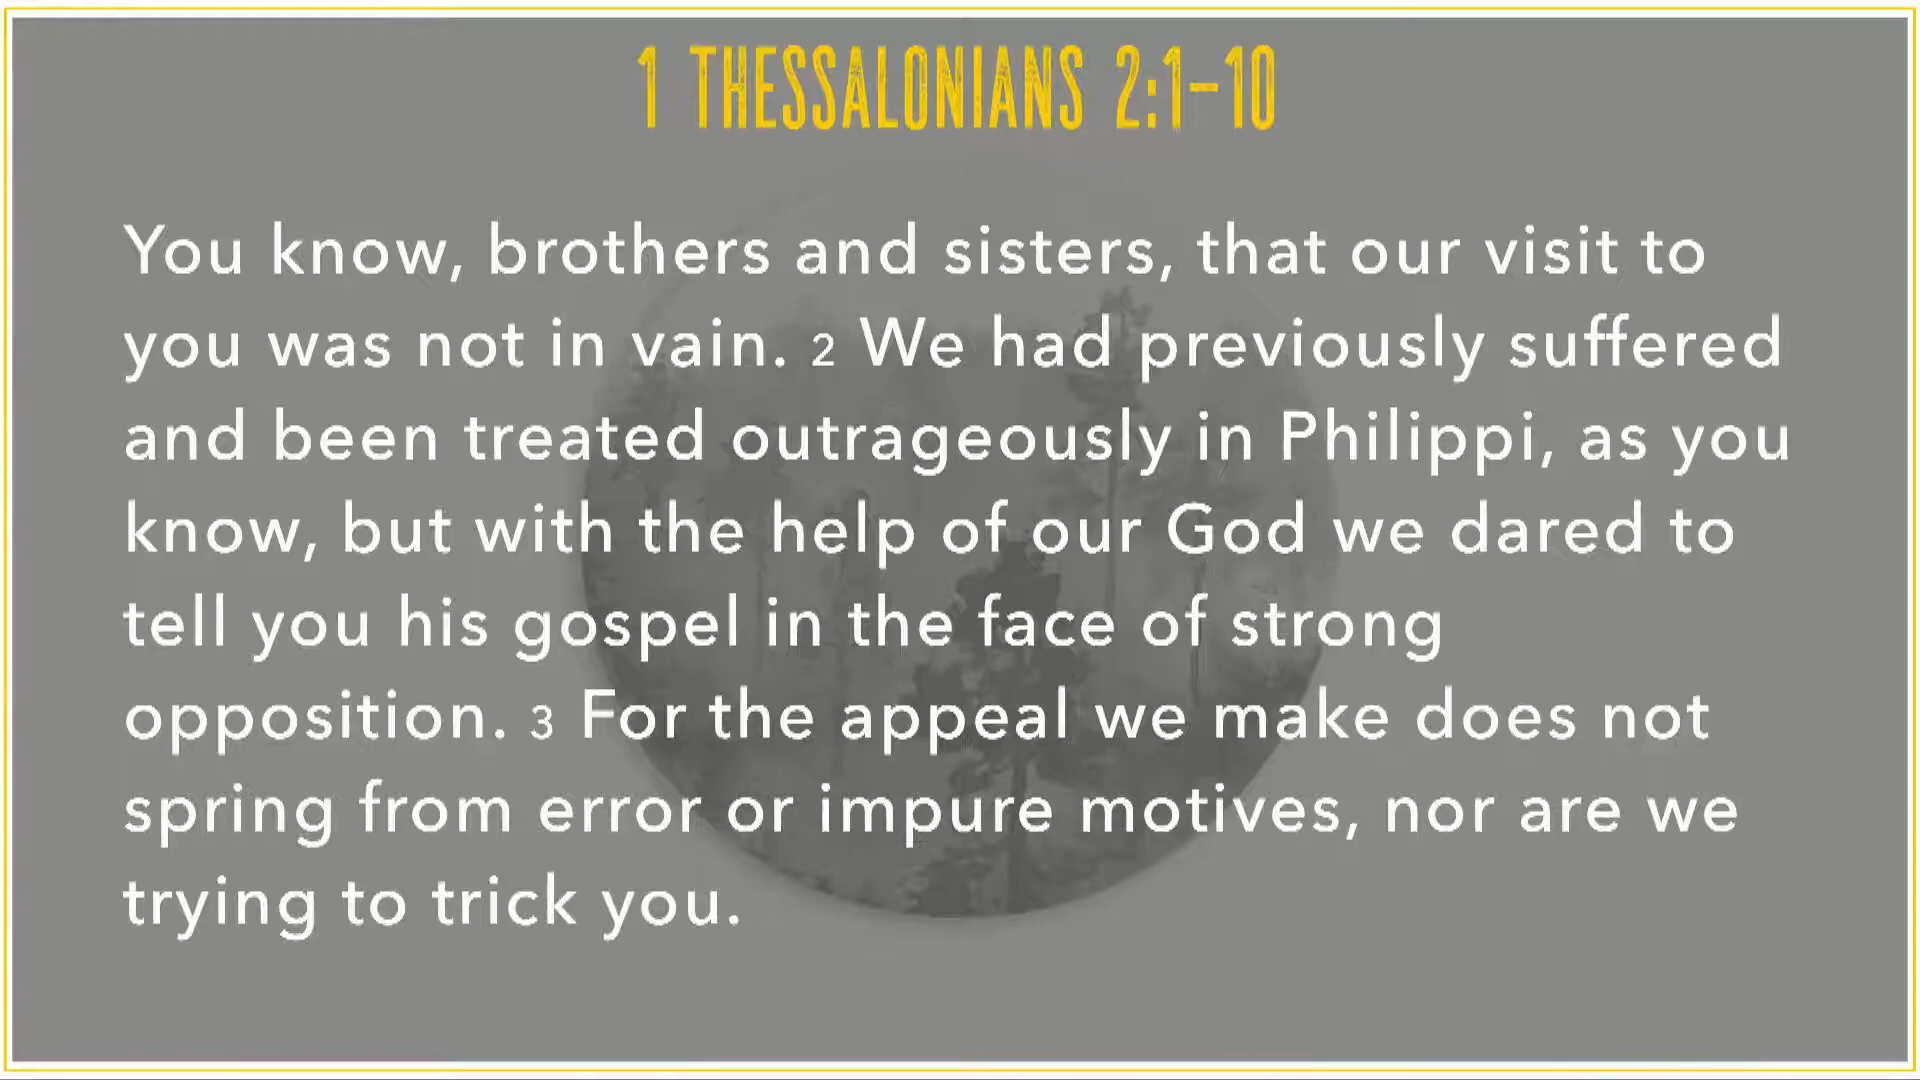 1 THESSALONIANS 2:1–10
You know, brothers and sisters, that our visit to
you was not in vain. 2 We had previously suffered
and been treated outrageously in Philippi, as you
know, but with the help of our God we dared to
tell you his gospel in the face of strong
opposition. 3 For the appeal we make does not
spring from error or impure motives, nor are we
trying to trick you.